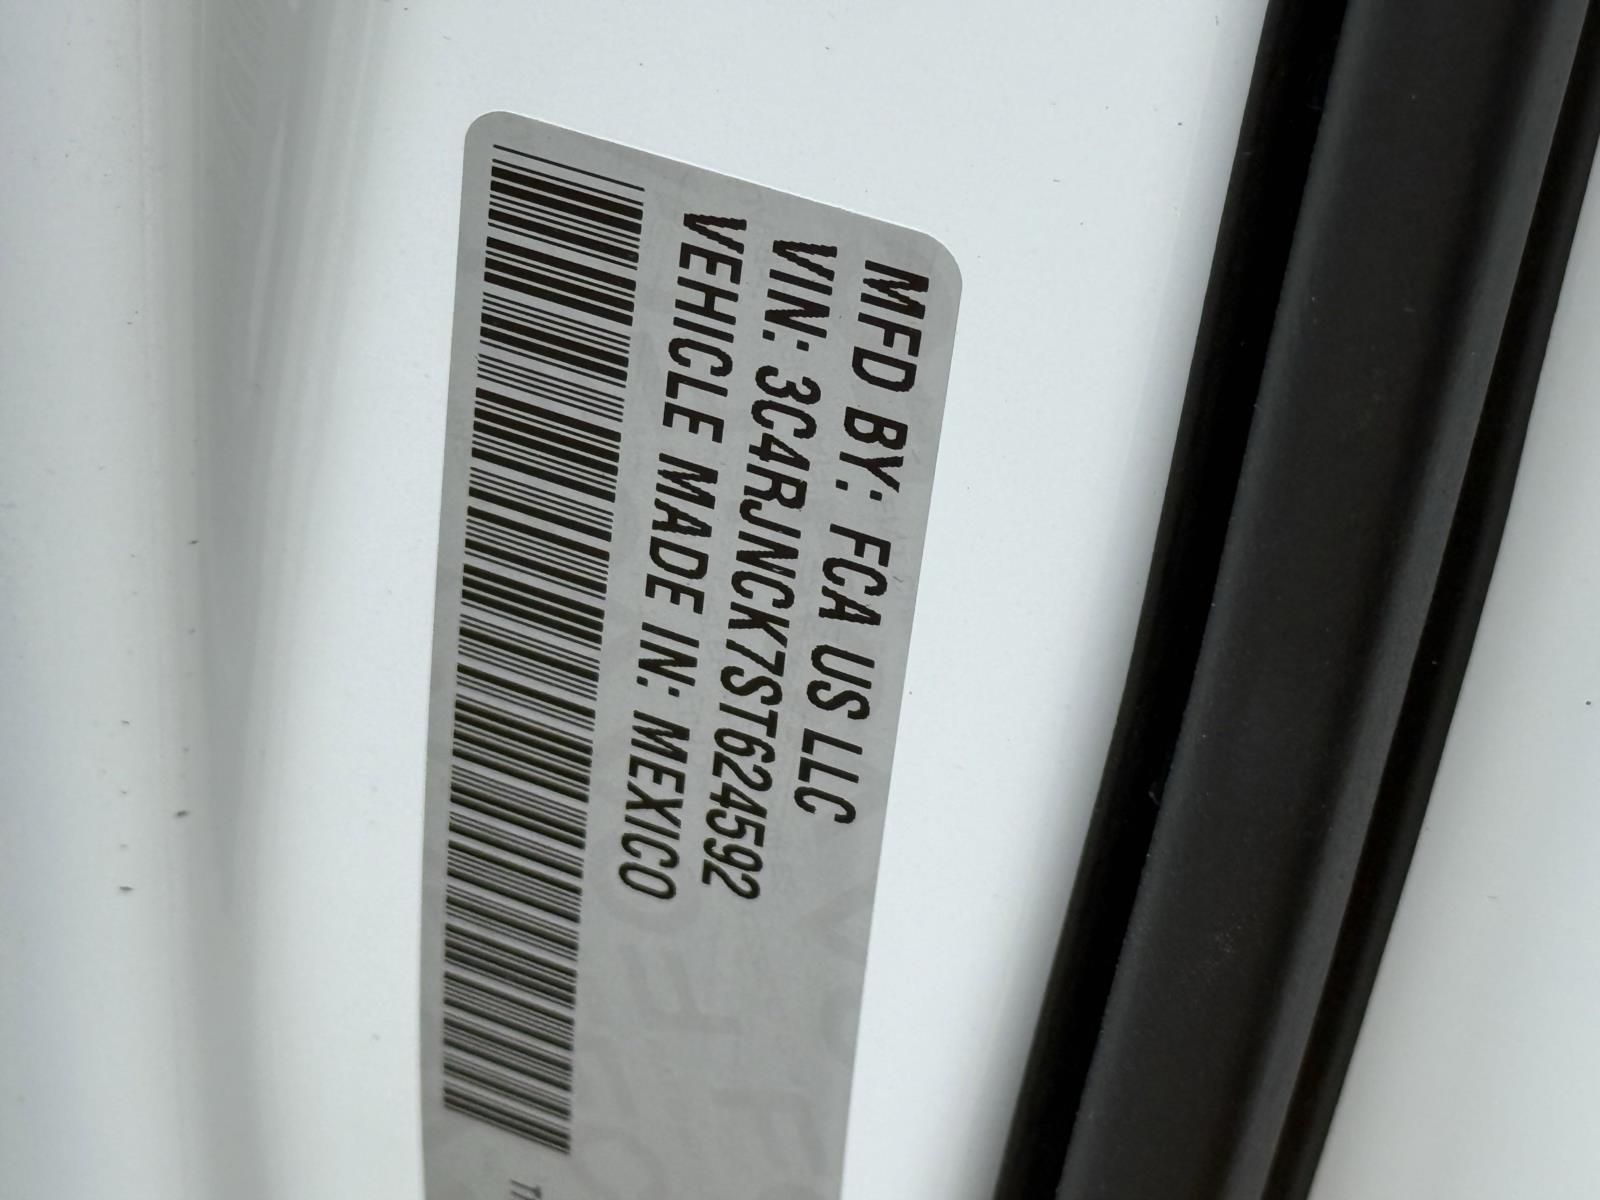 MFD BY: FCA US LLC
VIN: 3C4RJNCK7ST624592
VEHICLE MADE IN: MEXICO